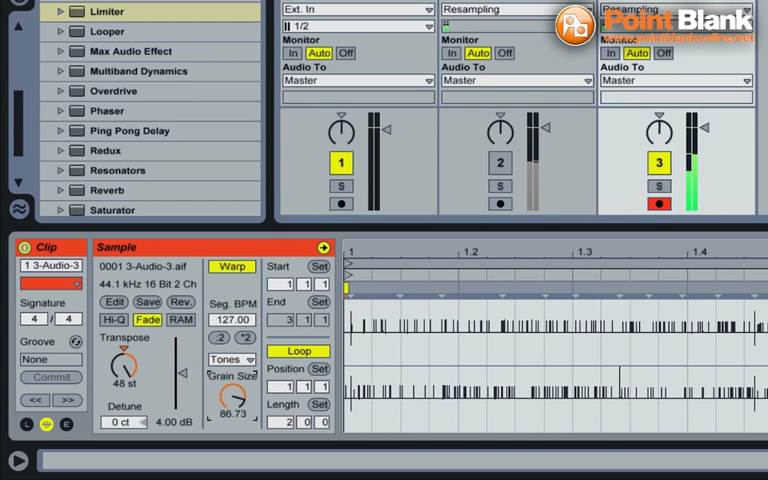 Limiter
Looper
Max Audio Effect
Multiband Dynamics
Overdrive
Phaser
Ping Pong Delay
Redux
Resonators
Reverb
Saturator
Ext. In
Resampling
Resampling
1/2
Monitor
Monitor
Monitor
In Auto Off
In Auto Off
In Auto Off
Audio To
Audio To
Audio To
Master
Master
Master
1
2
3
S
S
S
Point Blank
www.pointblankonline.net
Clip
1 3-Audio-3
Signature
4 / 4
Groove
None
Commit
<< >>
L E
Sample
0001 3-Audio-3.aif
44.1 kHz 16 Bit 2 Ch
Edit Save Rev.
Hi-Q Fade RAM
Transpose
48 st
Detune
0 ct 4.00 dB
Warp
Seg. BPM
127.00
:2 *2
Tones
Grain Size
86.73
Start Set
1 1 1
End Set
3 1 1
Loop
Position Set
1 1 1
Length Set
2 0 0
1 1.2 1.3 1.4